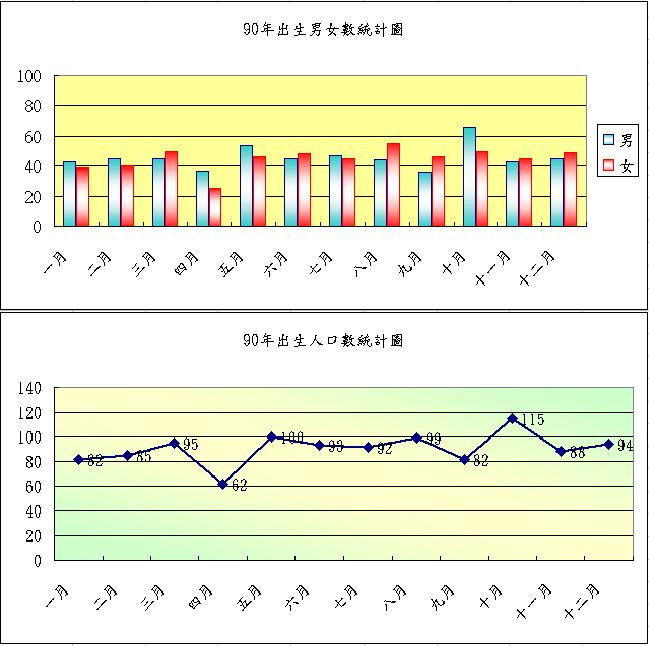 90年出生男女數統計圖
100
80
60
40
20
0
男
女
一月 二月 三月 四月 五月 六月 七月 八月 九月 十月 十一月 十二月
90年出生人口數統計圖
140
120
100
80
60
40
20
0
82 85 95 62 100 93 92 99 82 115 88 94
一月 二月 三月 四月 五月 六月 七月 八月 九月 十月 十一月 十二月